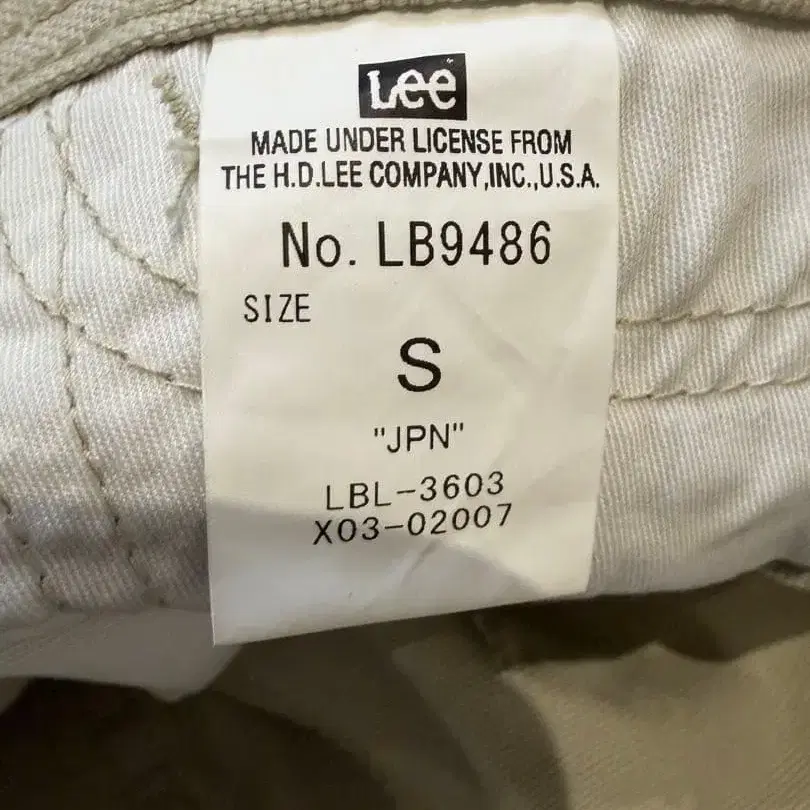 Lee
MADE UNDER LICENSE FROM
THE H.D.LEE COMPANY,INC.,U.S.A.
No. LB9486
SIZE
S
"JPN"
LBL-3603
X03-02007